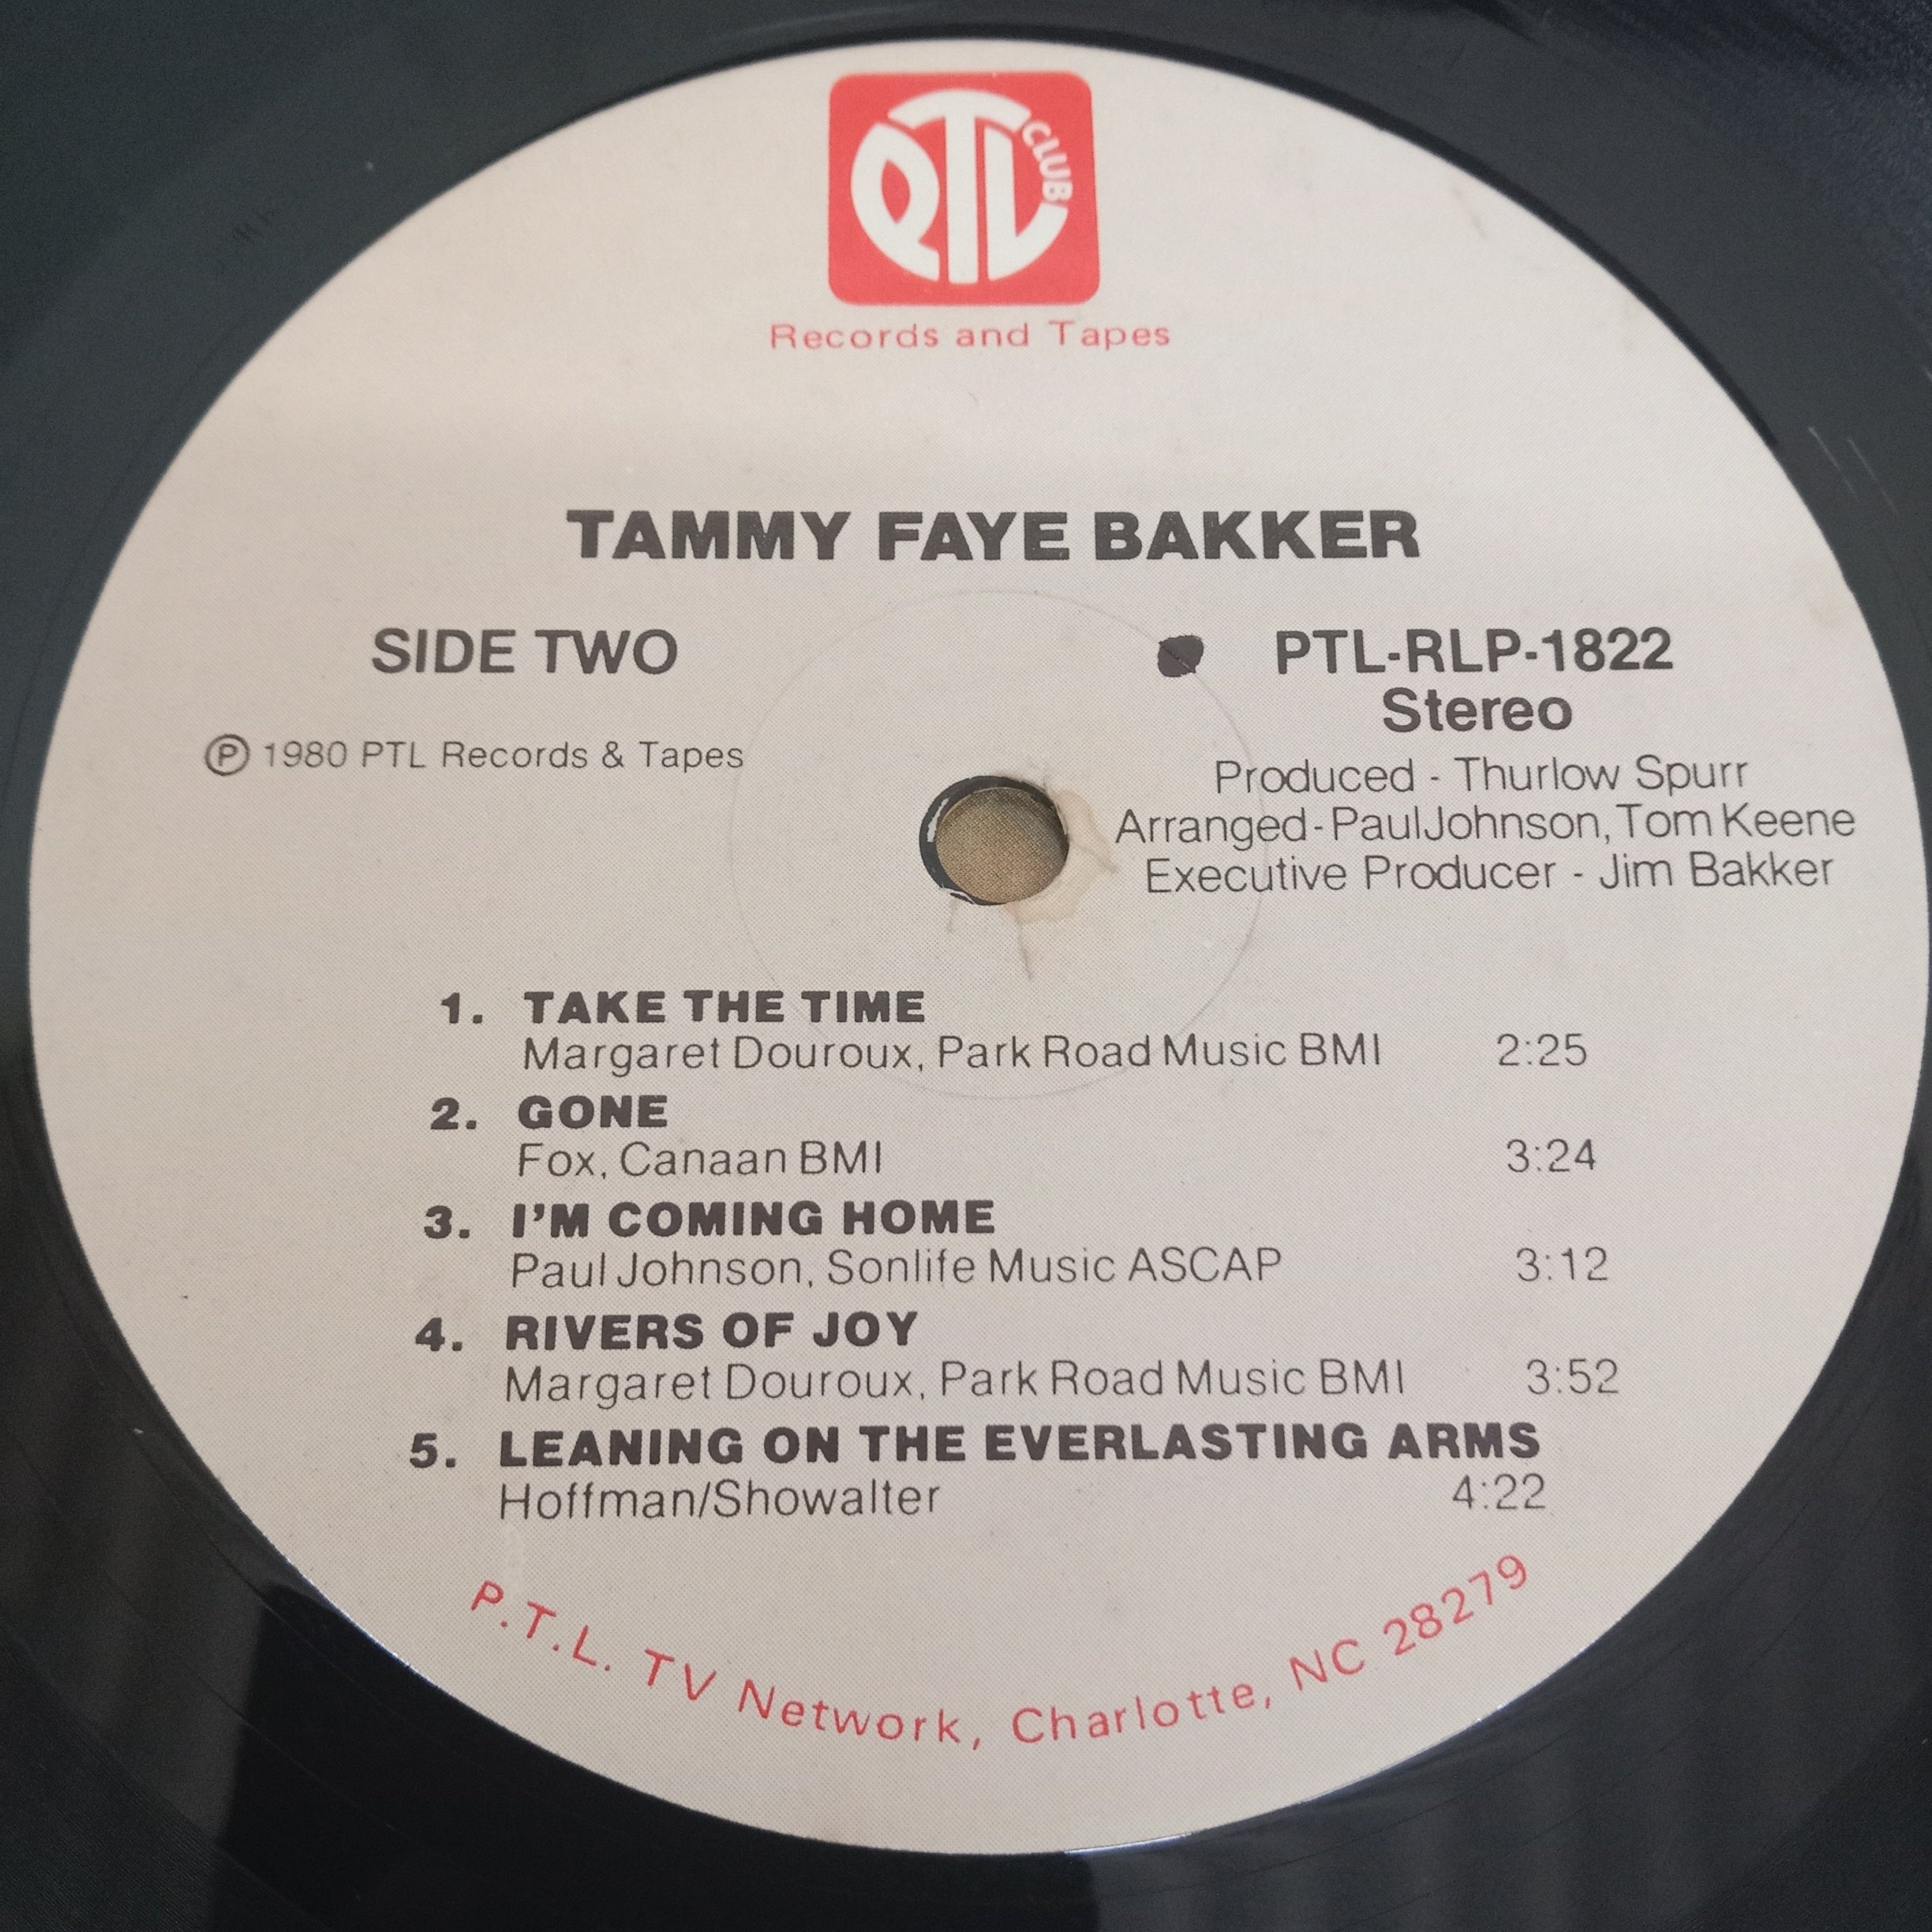 PTL CLUB
Records and Tapes
TAMMY FAYE BAKKER
SIDE TWO
PTL-RLP-1822
Stereo
℗ 1980 PTL Records & Tapes
Produced - Thurlow Spurr
Arranged-Paul Johnson, Tom Keene
Executive Producer - Jim Bakker
1. TAKE THE TIME
Margaret Douroux, Park Road Music BMI 2:25
2. GONE
Fox, Canaan BMI 3:24
3. I'M COMING HOME
Paul Johnson, Sonlife Music ASCAP 3:12
4. RIVERS OF JOY
Margaret Douroux, Park Road Music BMI 3:52
5. LEANING ON THE EVERLASTING ARMS
Hoffman/Showalter 4:22
P.T.L. TV Network, Charlotte, NC 28279